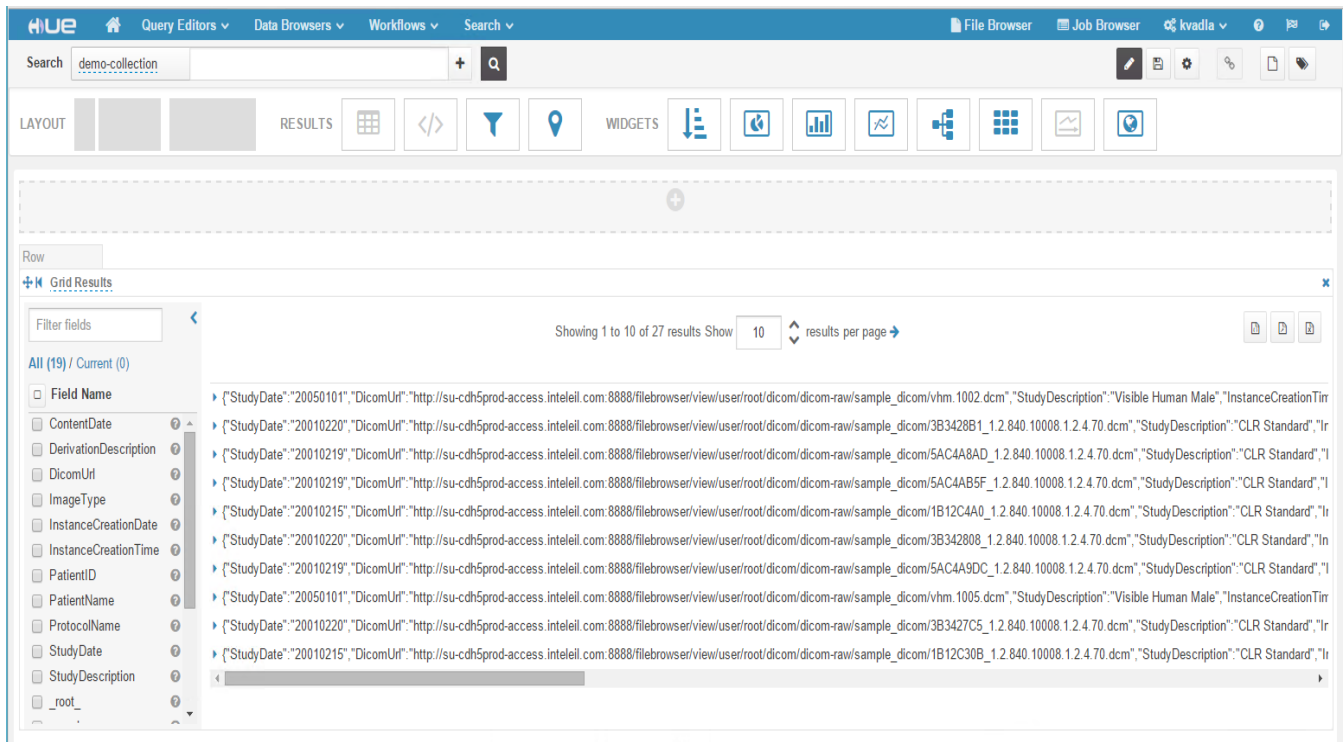 HUE Query Editors Data Browsers Workflows Search File Browser Job Browser kvadla
Search demo-collection
LAYOUT RESULTS WIDGETS
Row
Grid Results
Filter fields
Showing 1 to 10 of 27 results Show 10 results per page
All (19) / Current (0)
Field Name
ContentDate
DerivationDescription
DicomUrl
ImageType
InstanceCreationDate
InstanceCreationTime
PatientID
PatientName
ProtocolName
StudyDate
StudyDescription
_root_
{"StudyDate":"20050101","DicomUrl":"http://su-cdh5prod-access.inteleil.com:8888/filebrowser/view/user/root/dicom/dicom-raw/sample_dicom/vhm.1002.dcm","StudyDescription":"Visible Human Male","InstanceCreationTim
{"StudyDate":"20010220","DicomUrl":"http://su-cdh5prod-access.inteleil.com:8888/filebrowser/view/user/root/dicom/dicom-raw/sample_dicom/3B3428B1_1.2.840.10008.1.2.4.70.dcm","StudyDescription":"CLR Standard","Ir
{"StudyDate":"20010219","DicomUrl":"http://su-cdh5prod-access.inteleil.com:8888/filebrowser/view/user/root/dicom/dicom-raw/sample_dicom/5AC4A8AD_1.2.840.10008.1.2.4.70.dcm","StudyDescription":"CLR Standard","I
{"StudyDate":"20010219","DicomUrl":"http://su-cdh5prod-access.inteleil.com:8888/filebrowser/view/user/root/dicom/dicom-raw/sample_dicom/5AC4AB5F_1.2.840.10008.1.2.4.70.dcm","StudyDescription":"CLR Standard","I
{"StudyDate":"20010215","DicomUrl":"http://su-cdh5prod-access.inteleil.com:8888/filebrowser/view/user/root/dicom/dicom-raw/sample_dicom/1B12C4A0_1.2.840.10008.1.2.4.70.dcm","StudyDescription":"CLR Standard","Ir
{"StudyDate":"20010220","DicomUrl":"http://su-cdh5prod-access.inteleil.com:8888/filebrowser/view/user/root/dicom/dicom-raw/sample_dicom/3B342808_1.2.840.10008.1.2.4.70.dcm","StudyDescription":"CLR Standard","In
{"StudyDate":"20010219","DicomUrl":"http://su-cdh5prod-access.inteleil.com:8888/filebrowser/view/user/root/dicom/dicom-raw/sample_dicom/5AC4A9DC_1.2.840.10008.1.2.4.70.dcm","StudyDescription":"CLR Standard","I
{"StudyDate":"20050101","DicomUrl":"http://su-cdh5prod-access.inteleil.com:8888/filebrowser/view/user/root/dicom/dicom-raw/sample_dicom/vhm.1005.dcm","StudyDescription":"Visible Human Male","InstanceCreationTim
{"StudyDate":"20010220","DicomUrl":"http://su-cdh5prod-access.inteleil.com:8888/filebrowser/view/user/root/dicom/dicom-raw/sample_dicom/3B3427C5_1.2.840.10008.1.2.4.70.dcm","StudyDescription":"CLR Standard","Ir
{"StudyDate":"20010215","DicomUrl":"http://su-cdh5prod-access.inteleil.com:8888/filebrowser/view/user/root/dicom/dicom-raw/sample_dicom/1B12C30B_1.2.840.10008.1.2.4.70.dcm","StudyDescription":"CLR Standard","Ir